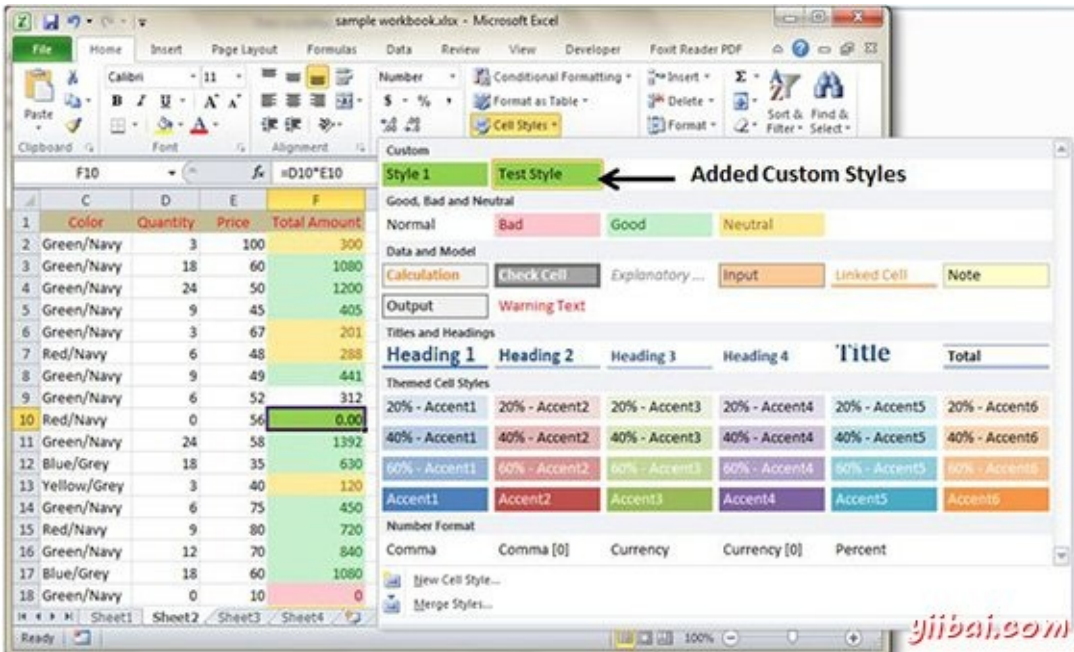 sample workbook.xlsx - Microsoft Excel
File Home Insert Page Layout Formulas Data Review View Developer Foxit Reader PDF
Paste
Calibri 11
B I U A A
A
Number
$ % ,
Conditional Formatting
Format as Table
Cell Styles
Insert
Delete
Format
Σ
Sort & Filter
Find & Select
Clipboard Font Alignment
F10 fx =D10*E10
Custom
Style 1 Test Style Added Custom Styles
Good, Bad and Neutral
Normal Bad Good Neutral
Data and Model
Calculation Check Cell Explanatory ... Input Linked Cell Note
Output Warning Text
Titles and Headings
Heading 1 Heading 2 Heading 3 Heading 4 Title Total
Themed Cell Styles
20% - Accent1 20% - Accent2 20% - Accent3 20% - Accent4 20% - Accent5 20% - Accent6
40% - Accent1 40% - Accent2 40% - Accent3 40% - Accent4 40% - Accent5 40% - Accent6
60% - Accent1 60% - Accent2 60% - Accent3 60% - Accent4 60% - Accent5 60% - Accent6
Accent1 Accent2 Accent3 Accent4 Accent5 Accent6
Number Format
Comma Comma [0] Currency Currency [0] Percent
New Cell Style...
Merge Styles...
C D E F
1 Color Quantity Price Total Amount
2 Green/Navy 3 100 300
3 Green/Navy 18 60 1080
4 Green/Navy 24 50 1200
5 Green/Navy 9 45 405
6 Green/Navy 3 67 201
7 Red/Navy 6 48 288
8 Green/Navy 9 49 441
9 Green/Navy 6 52 312
10 Red/Navy 0 56 0.00
11 Green/Navy 24 58 1392
12 Blue/Grey 18 35 630
13 Yellow/Grey 3 40 120
14 Green/Navy 6 75 450
15 Red/Navy 9 80 720
16 Green/Navy 12 70 840
17 Blue/Grey 18 60 1080
18 Green/Navy 0 10 0
Sheet1 Sheet2 Sheet3 Sheet4
Ready 100%
yiibai.com